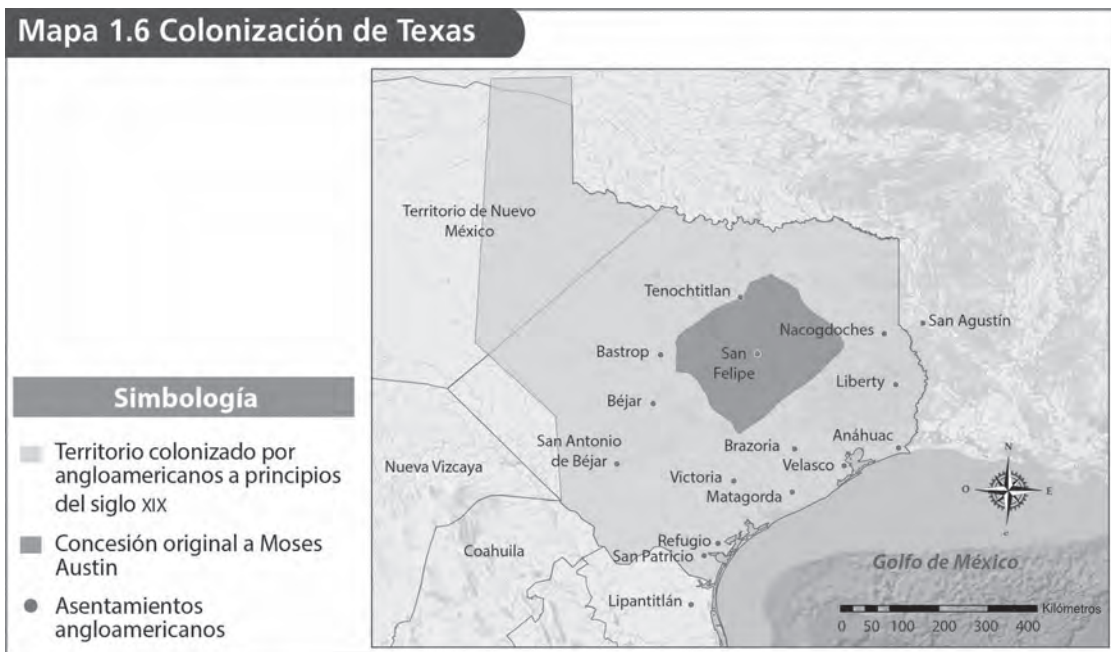 Mapa 1.6 Colonización de Texas
Territorio de Nuevo
México
Tenochtitlan
Nacogdoches
San Agustín
Bastrop
San
Felipe
Liberty
Béjar
San Antonio
de Béjar
Brazoria
Anáhuac
Velasco
Victoria
Matagorda
Nueva Vizcaya
Refugio
San Patricio
Coahuila
Lipantitlán
Golfo de México
N
O
E
Kilómetros
0 50 100 200 300 400
Simbología
Territorio colonizado por
angloamericanos a principios
del siglo XIX
Concesión original a Moses
Austin
Asentamientos
angloamericanos